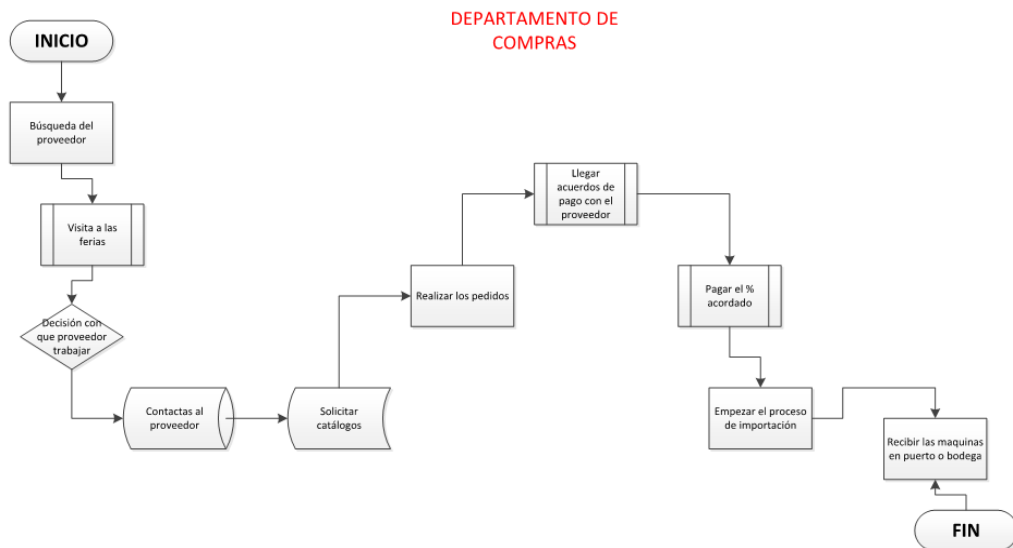 DEPARTAMENTO DE
COMPRAS
INICIO
Búsqueda del
proveedor
Visita a las
ferias
Decisión con
que proveedor
trabajar
Contactas al
proveedor
Solicitar
catálogos
Realizar los pedidos
Llegar
acuerdos de
pago con el
proveedor
Pagar el %
acordado
Empezar el proceso
de importación
Recibir las maquinas
en puerto o bodega
FIN